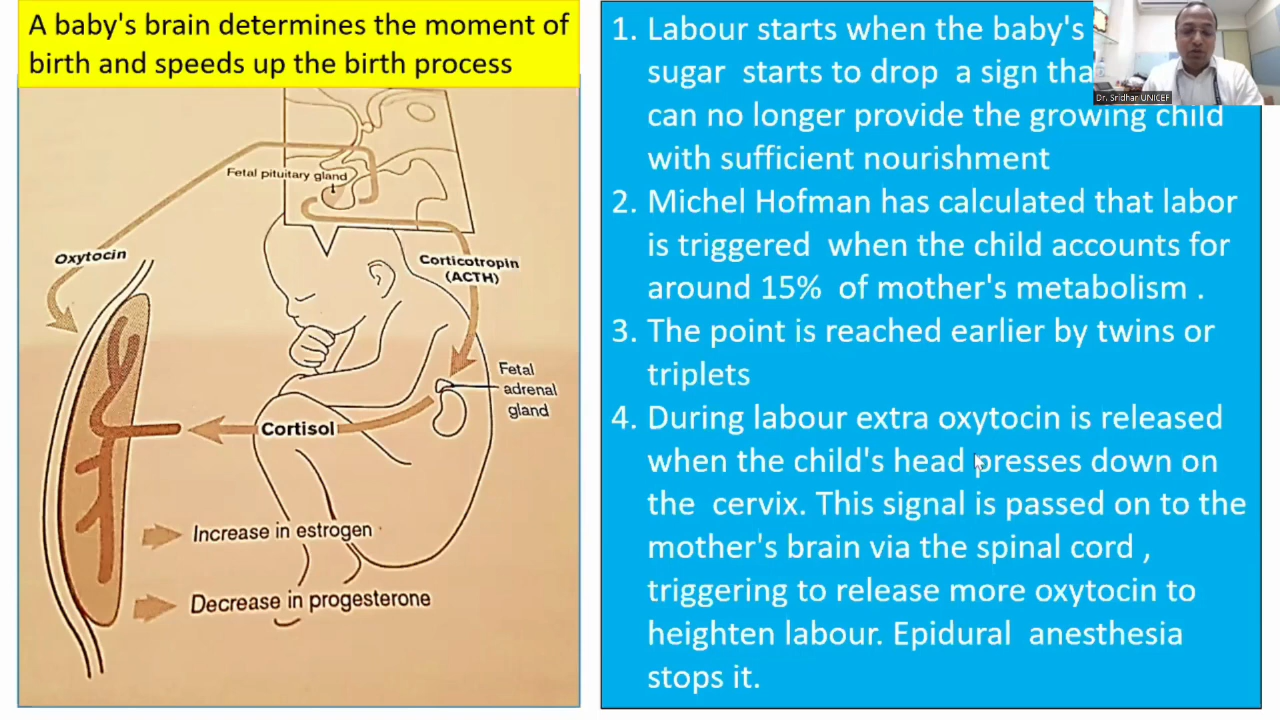 A baby's brain determines the moment of
birth and speeds up the birth process
Fetal pituitary gland
Oxytocin
Corticotropin
(ACTH)
Fetal
adrenal
gland
Cortisol
Increase in estrogen
Decrease in progesterone
1. Labour starts when the baby's
sugar starts to drop a sign
can no longer provide the growing child
with sufficient nourishment
2. Michel Hofman has calculated that labor
is triggered when the child accounts for
around 15% of mother's metabolism .
3. The point is reached earlier by twins or
triplets
4. During labour extra oxytocin is released
when the child's head presses down on
the cervix. This signal is passed on to the
mother's brain via the spinal cord ,
triggering to release more oxytocin to
heighten labour. Epidural anesthesia
stops it.
Dr. Sridhar UNICEF